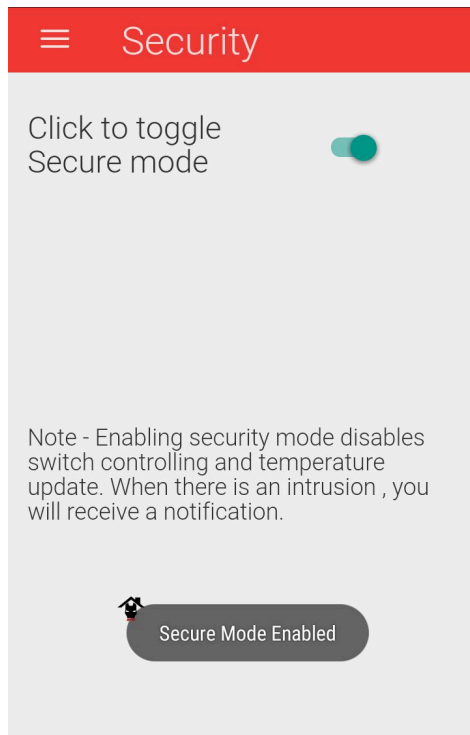 Security
Click to toggle
Secure mode
Note - Enabling security mode disables
switch controlling and temperature
update. When there is an intrusion , you
will receive a notification.
Secure Mode Enabled